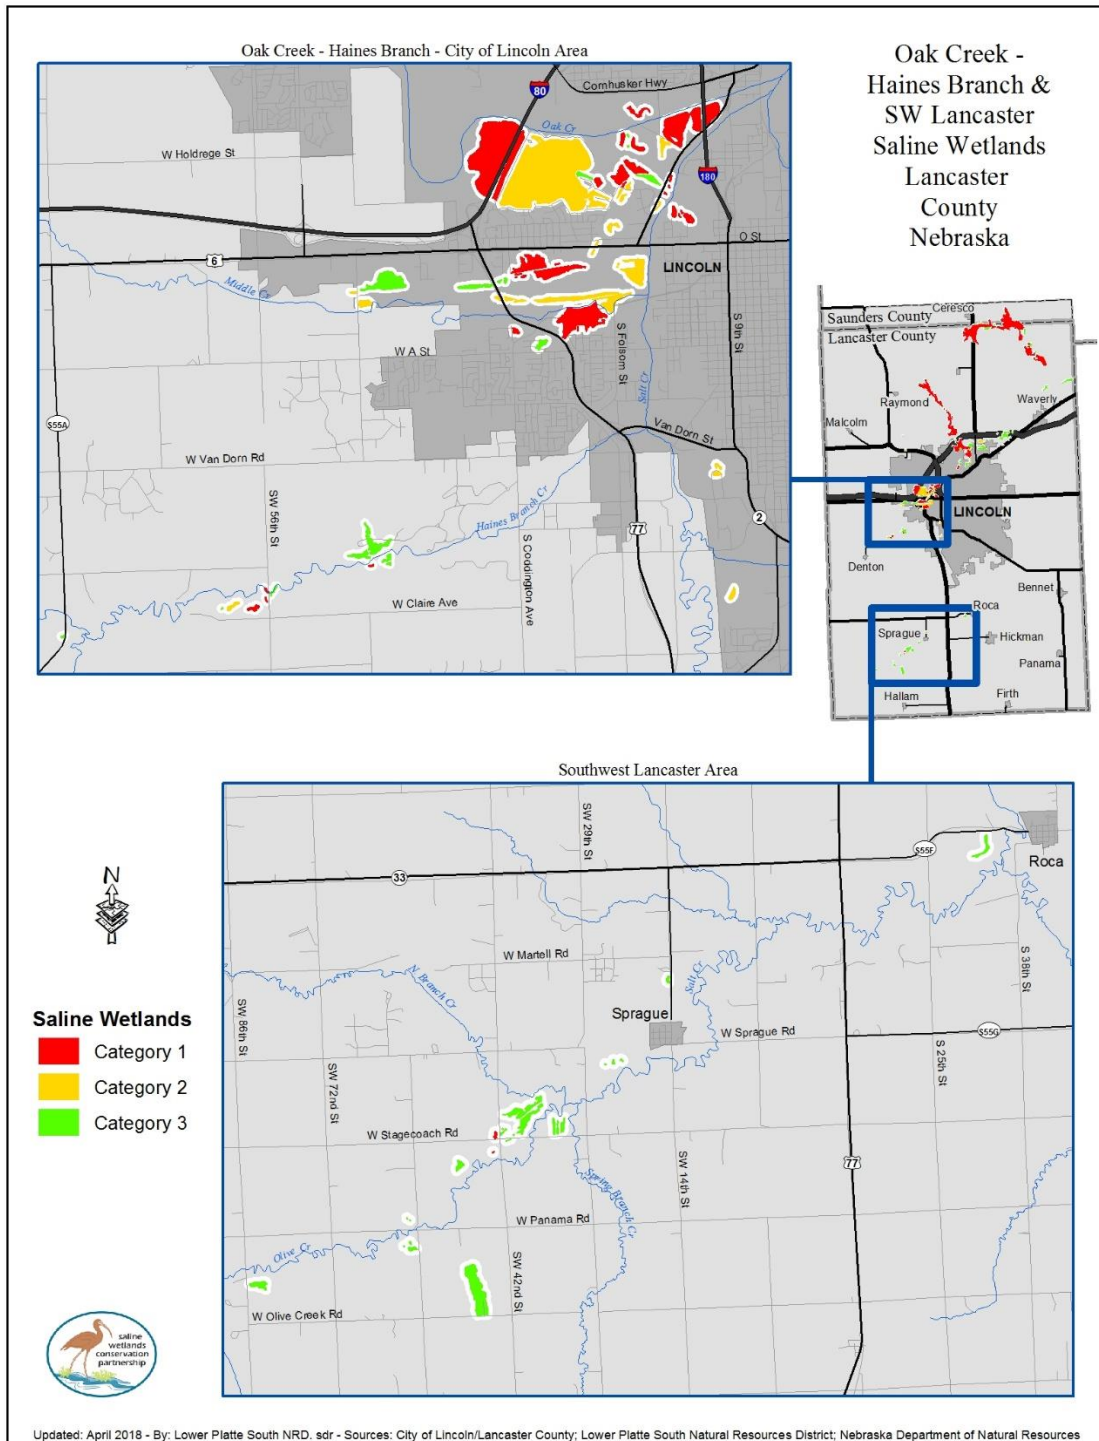 Oak Creek - Haines Branch - City of Lincoln Area
Oak Creek -
Haines Branch &
SW Lancaster
Saline Wetlands
Lancaster
County
Nebraska
80
Cornhusker Hwy
Oak Cr
W Holdrege St
180
O St
6
LINCOLN
Middle Cr
S Folsom St
S 9th St
W A St
Salt Cr
S55A
Van Dorn St
W Van Dorn Rd
SW 56th St
Haines Branch Cr
S Coddington Ave
77
2
W Claire Ave
Saunders County
Ceresco
Lancaster County
Raymond
Waverly
Malcolm
LINCOLN
Denton
Bennet
Roca
Sprague
Hickman
Panama
Hallam
Firth
Southwest Lancaster Area
SW 29th St
S55F
Roca
33
N
W Martell Rd
N Branch Cr
Salt Cr
S 38th St
Sprague
W Sprague Rd
S55G
SW 86th St
SW 72nd St
S 25th St
Saline Wetlands
Category 1
Category 2
Category 3
W Stagecoach Rd
SW 14th St
77
Spring Branch Cr
W Panama Rd
Olive Cr
SW 42nd St
W Olive Creek Rd
saline
wetlands
conservation
partnership
Updated: April 2018 - By: Lower Platte South NRD. sdr - Sources: City of Lincoln/Lancaster County; Lower Platte South Natural Resources District; Nebraska Department of Natural Resources